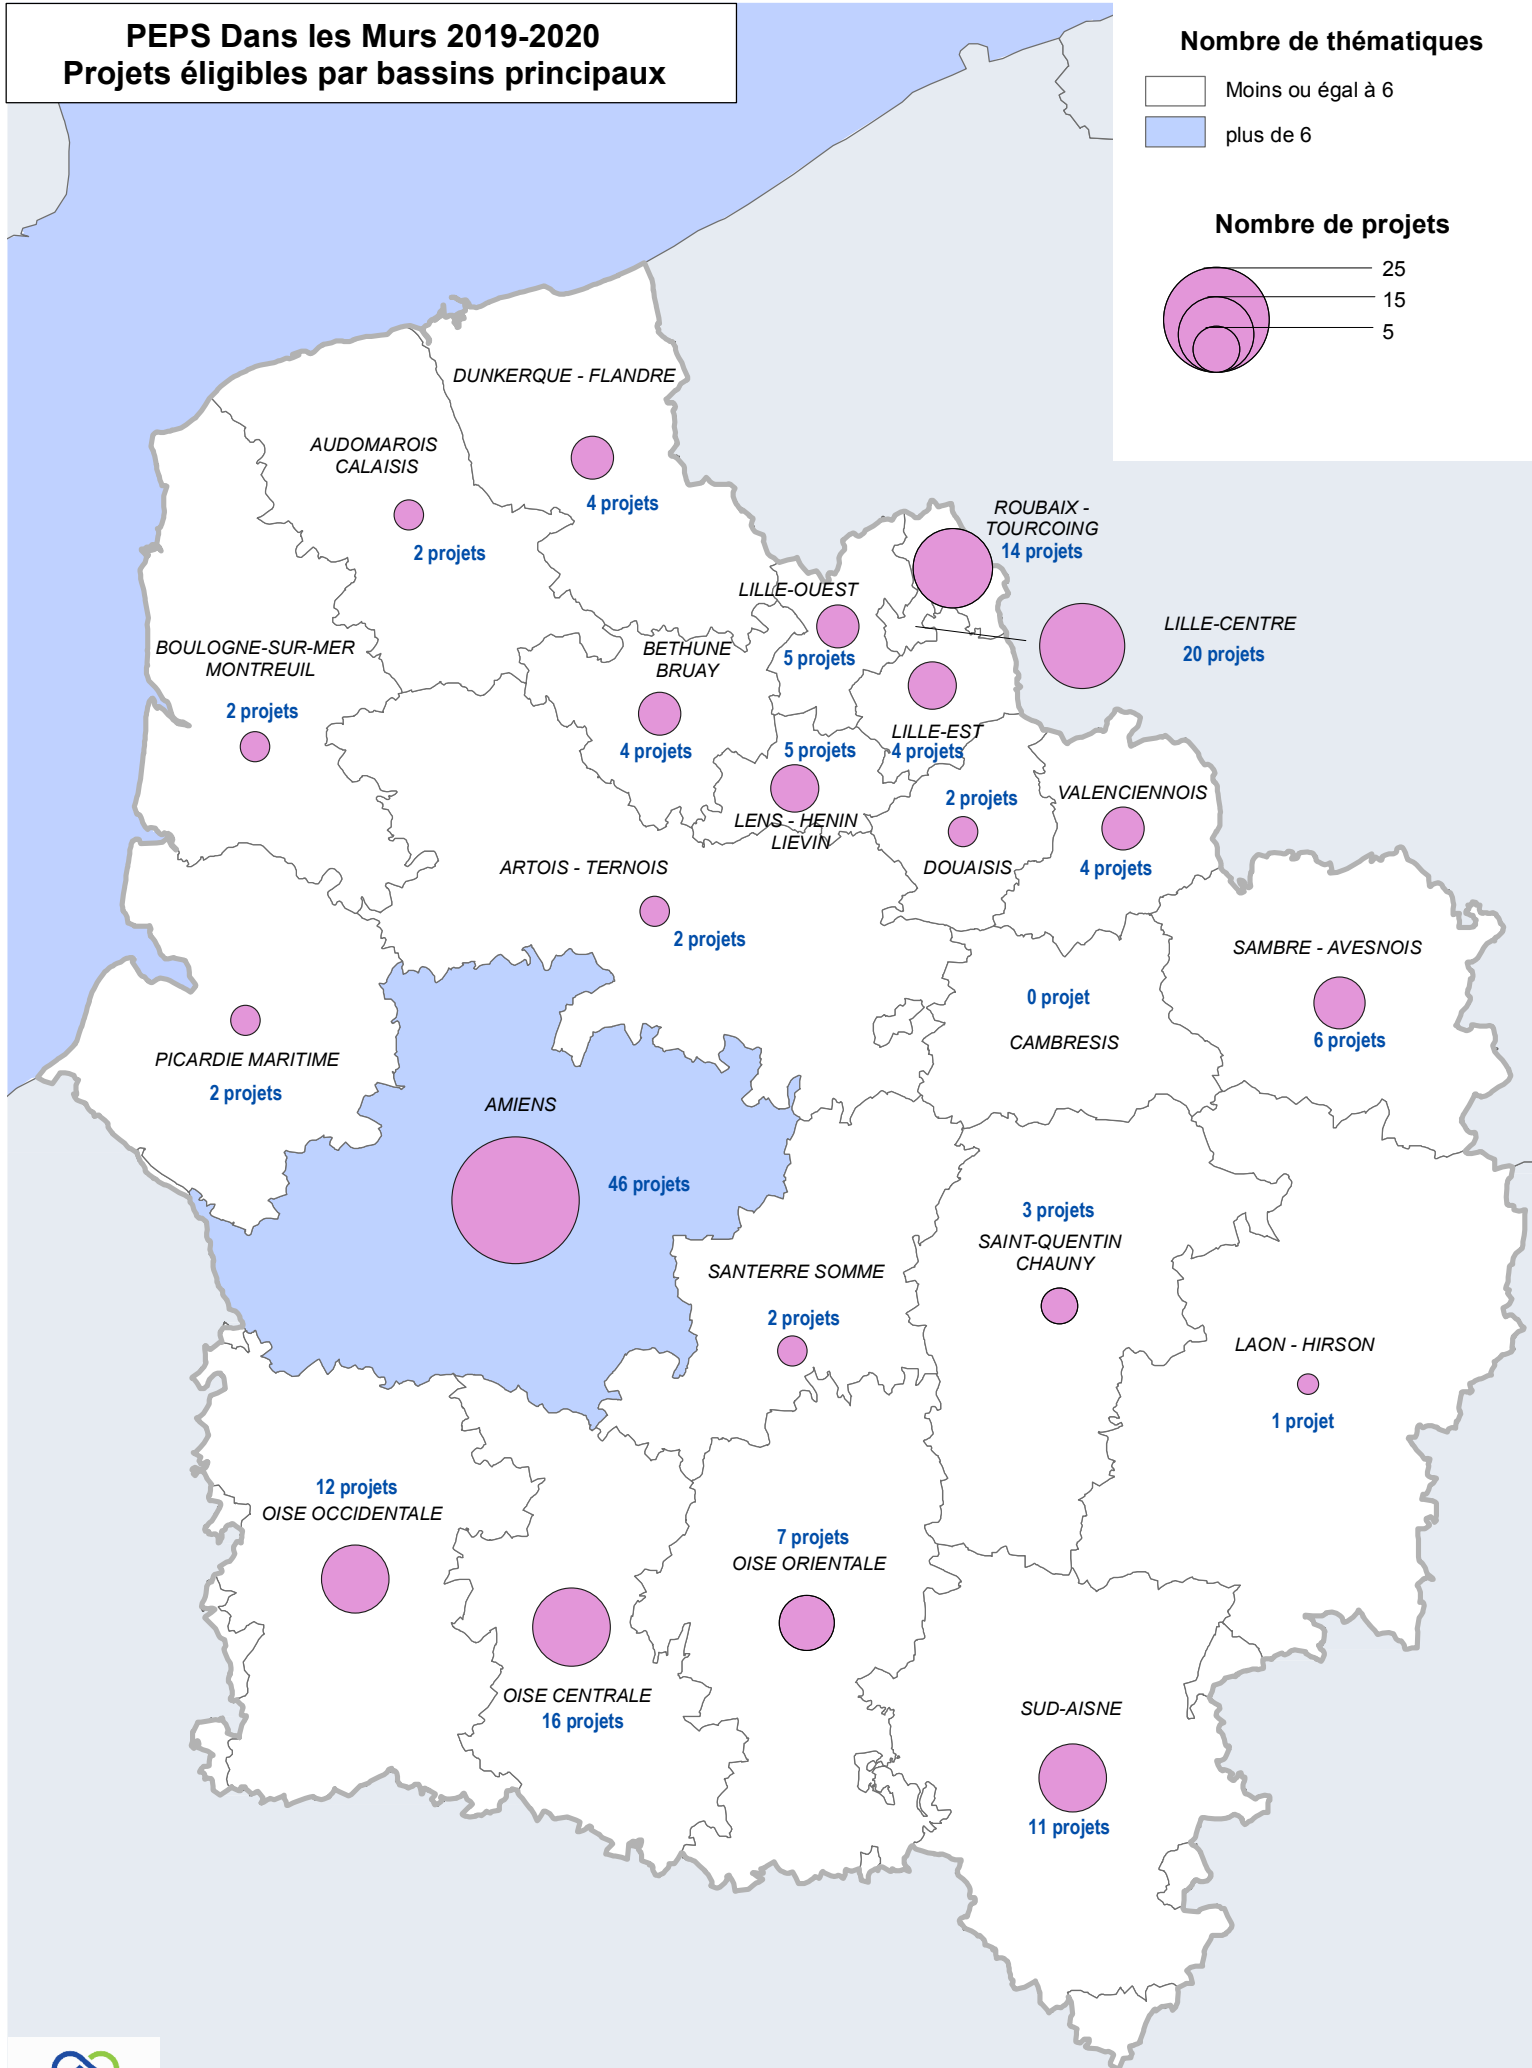 PEPS Dans les Murs 2019-2020
Projets éligibles par bassins principaux
Nombre de thématiques
Moins ou égal à 6
plus de 6
Nombre de projets
25
15
5
DUNKERQUE - FLANDRE
4 projets
AUDOMAROIS
CALAISIS
2 projets
ROUBAIX -
TOURCOING
14 projets
LILLE-OUEST
5 projets
LILLE-CENTRE
20 projets
BOULOGNE-SUR-MER
MONTREUIL
2 projets
BETHUNE
BRUAY
4 projets
LILLE-EST
4 projets
5 projets
LENS - HENIN
LIEVIN
2 projets
DOUAISIS
VALENCIENNOIS
4 projets
ARTOIS - TERNOIS
2 projets
SAMBRE - AVESNOIS
6 projets
0 projet
CAMBRESIS
PICARDIE MARITIME
2 projets
AMIENS
46 projets
3 projets
SAINT-QUENTIN
CHAUNY
SANTERRE SOMME
2 projets
LAON - HIRSON
1 projet
12 projets
OISE OCCIDENTALE
7 projets
OISE ORIENTALE
OISE CENTRALE
16 projets
SUD-AISNE
11 projets